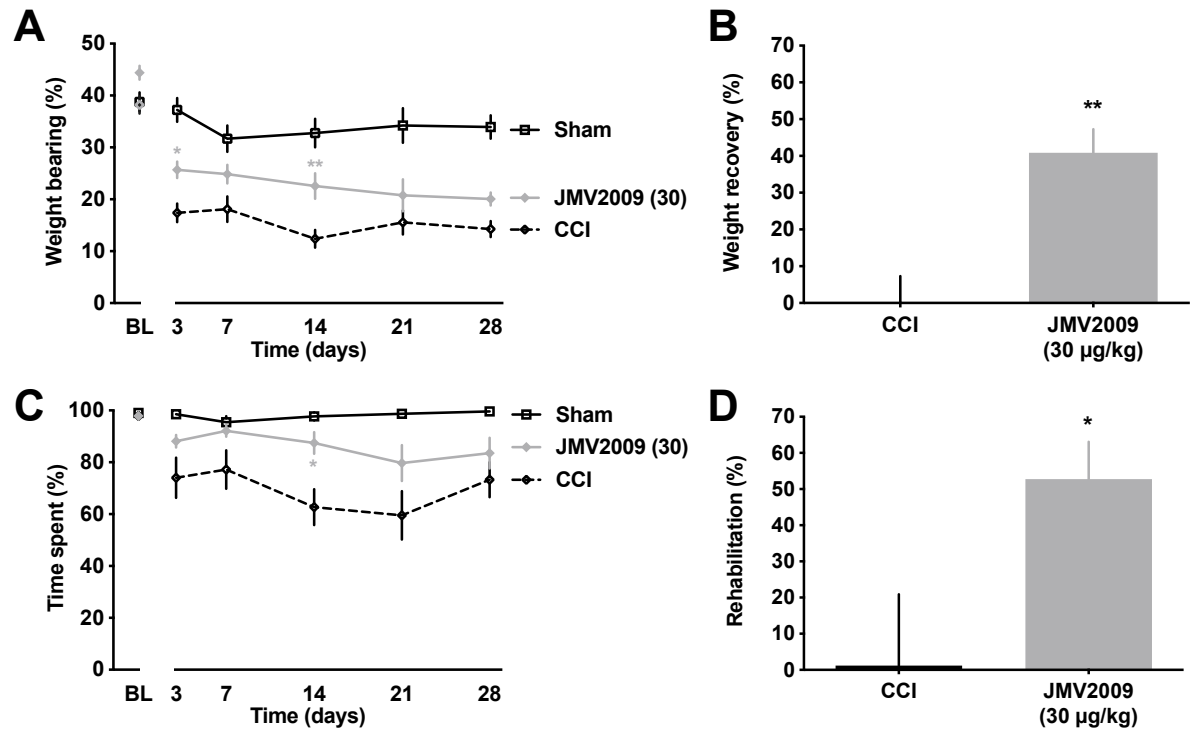 A
Weight bearing (%)
50
40
30
20
10
0
*
**
Sham
JMV2009 (30)
CCI
BL 3 7 14 21 28
Time (days)
B
Weight recovery (%)
70
60
50
40
30
20
10
0
**
CCI
JMV2009
(30 µg/kg)
C
Time spent (%)
100
80
60
40
20
0
*
Sham
JMV2009 (30)
CCI
BL 3 7 14 21 28
Time (days)
D
Rehabilitation (%)
70
60
50
40
30
20
10
0
*
CCI
JMV2009
(30 µg/kg)